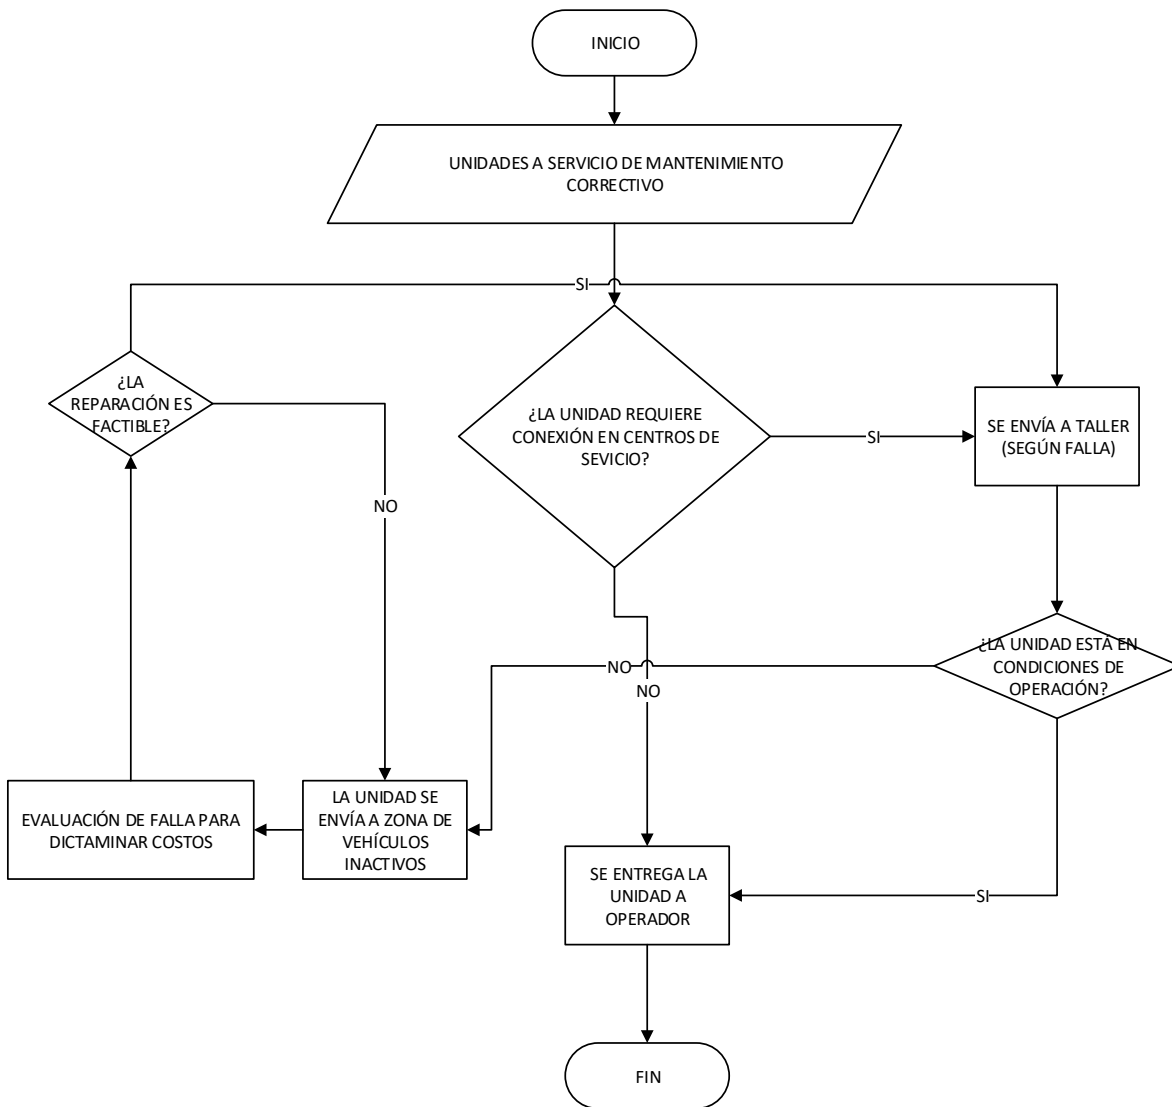 INICIO
UNIDADES A SERVICIO DE MANTENIMIENTO
CORRECTIVO
SI
¿LA
REPARACIÓN ES
FACTIBLE?
¿LA UNIDAD REQUIERE
CONEXIÓN EN CENTROS DE
SEVICIO?
SI
SE ENVÍA A TALLER
(SEGÚN FALLA)
NO
¿LA UNIDAD ESTÁ EN
CONDICIONES DE
OPERACIÓN?
NO
NO
EVALUACIÓN DE FALLA PARA
DICTAMINAR COSTOS
LA UNIDAD SE
ENVÍA A ZONA DE
VEHÍCULOS
INACTIVOS
SE ENTREGA LA
UNIDAD A
OPERADOR
SI
FIN